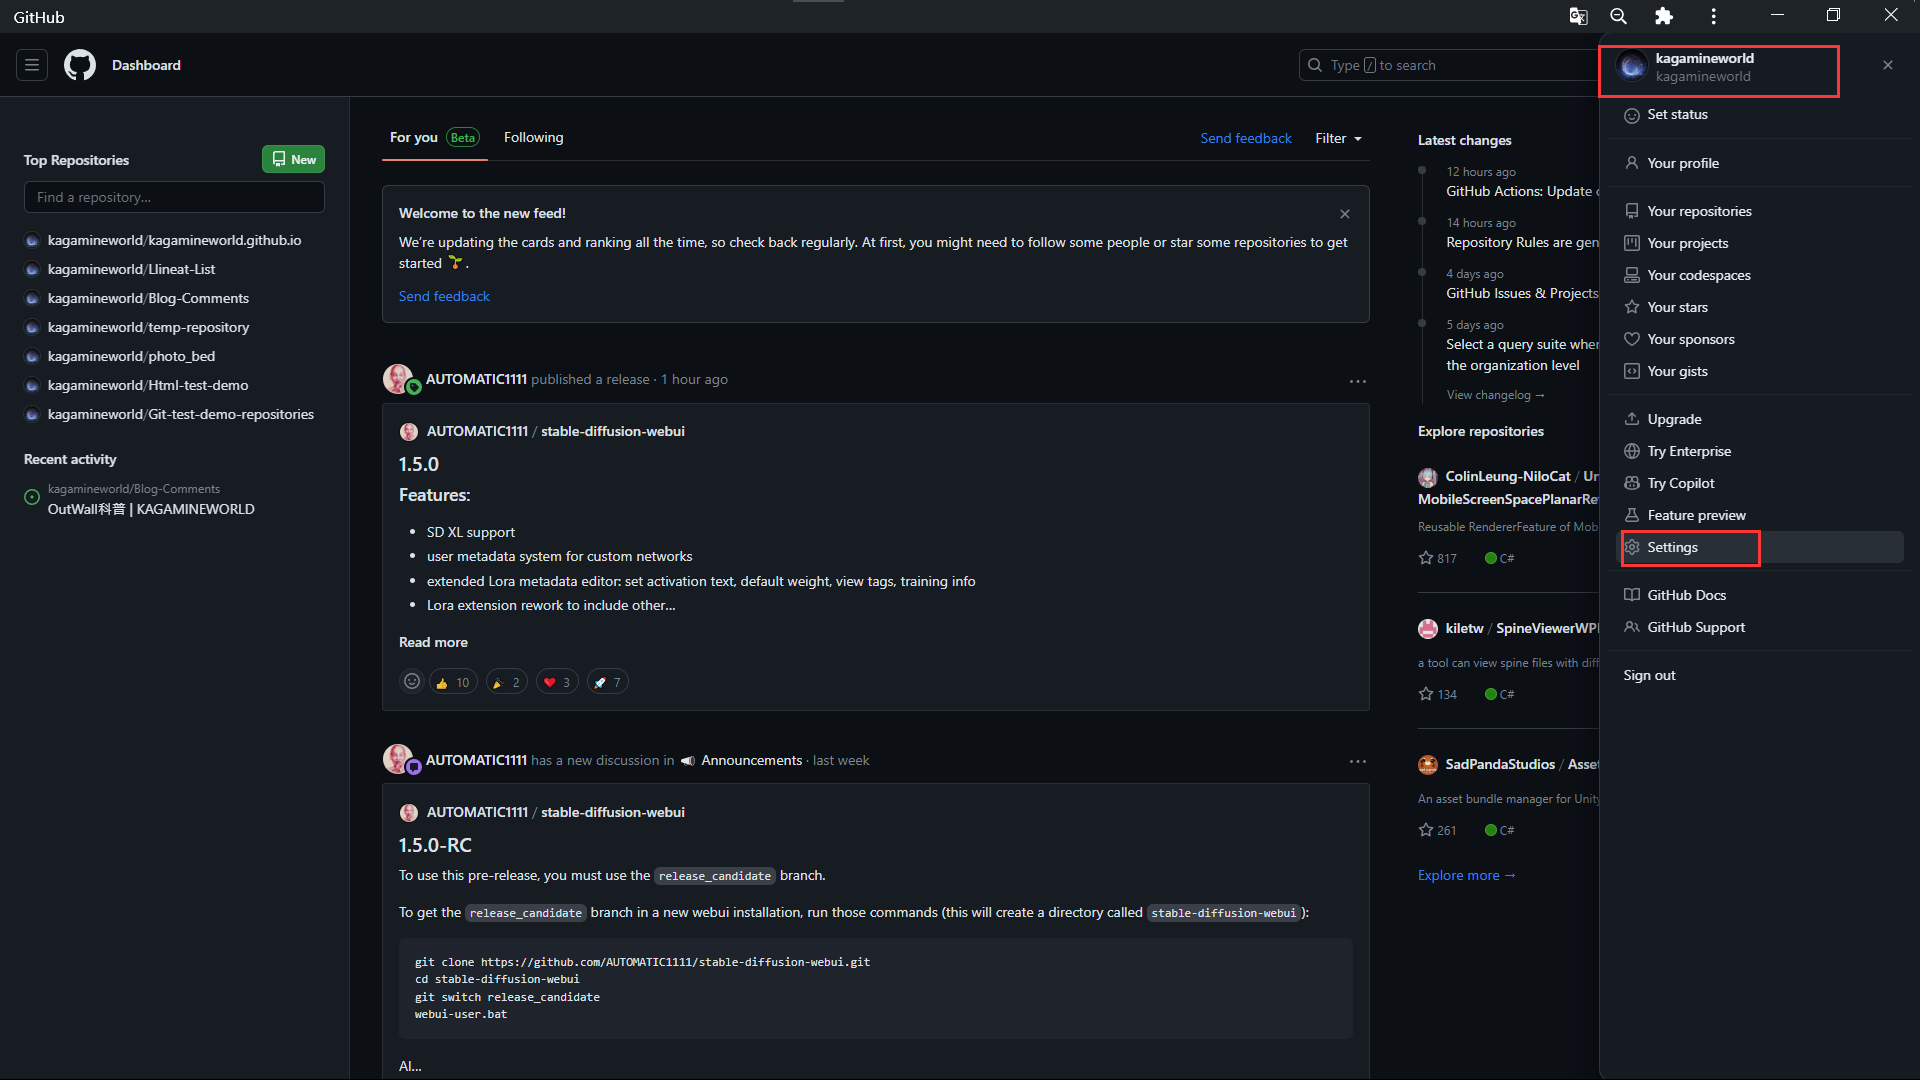 GitHub
Dashboard
Type / to search
Top Repositories
New
Find a repository...
kagamineworld/kagamineworld.github.io
kagamineworld/Llineat-List
kagamineworld/Blog-Comments
kagamineworld/temp-repository
kagamineworld/photo_bed
kagamineworld/Html-test-demo
kagamineworld/Git-test-demo-repositories
Recent activity
kagamineworld/Blog-Comments
OutWall科普 | KAGAMINEWORLD
For you Beta
Following
Send feedback
Filter
Welcome to the new feed!
We're updating the cards and ranking all the time, so check back regularly. At first, you might need to follow some people or star some repositories to get
started 🌱.
Send feedback
AUTOMATIC1111 published a release · 1 hour ago
AUTOMATIC1111 / stable-diffusion-webui
1.5.0
Features:
• SD XL support
• user metadata system for custom networks
• extended Lora metadata editor: set activation text, default weight, view tags, training info
• Lora extension rework to include other...
Read more
👍 10 🎉 2 ❤️ 3 🚀 7
AUTOMATIC1111 has a new discussion in 📣 Announcements · last week
AUTOMATIC1111 / stable-diffusion-webui
1.5.0-RC
To use this pre-release, you must use the release_candidate branch.
To get the release_candidate branch in a new webui installation, run those commands (this will create a directory called stable-diffusion-webui):
git clone https://github.com/AUTOMATIC1111/stable-diffusion-webui.git
cd stable-diffusion-webui
git switch release_candidate
webui-user.bat
Al...
Latest changes
12 hours ago
GitHub Actions: Update
14 hours ago
Repository Rules are gen
4 days ago
GitHub Issues & Projects
5 days ago
Select a query suite when
the organization level
View changelog →
Explore repositories
ColinLeung-NiloCat / Un
MobileScreenSpacePlanarRe
Reusable RendererFeature of Mob
817 C#
kiletw / SpineViewerWP
a tool can view spine files with diff
134 C#
SadPandaStudios / Asse
An asset bundle manager for Unity
261 C#
Explore more →
kagamineworld
kagamineworld
Set status
Your profile
Your repositories
Your projects
Your codespaces
Your stars
Your sponsors
Your gists
Upgrade
Try Enterprise
Try Copilot
Feature preview
Settings
GitHub Docs
GitHub Support
Sign out